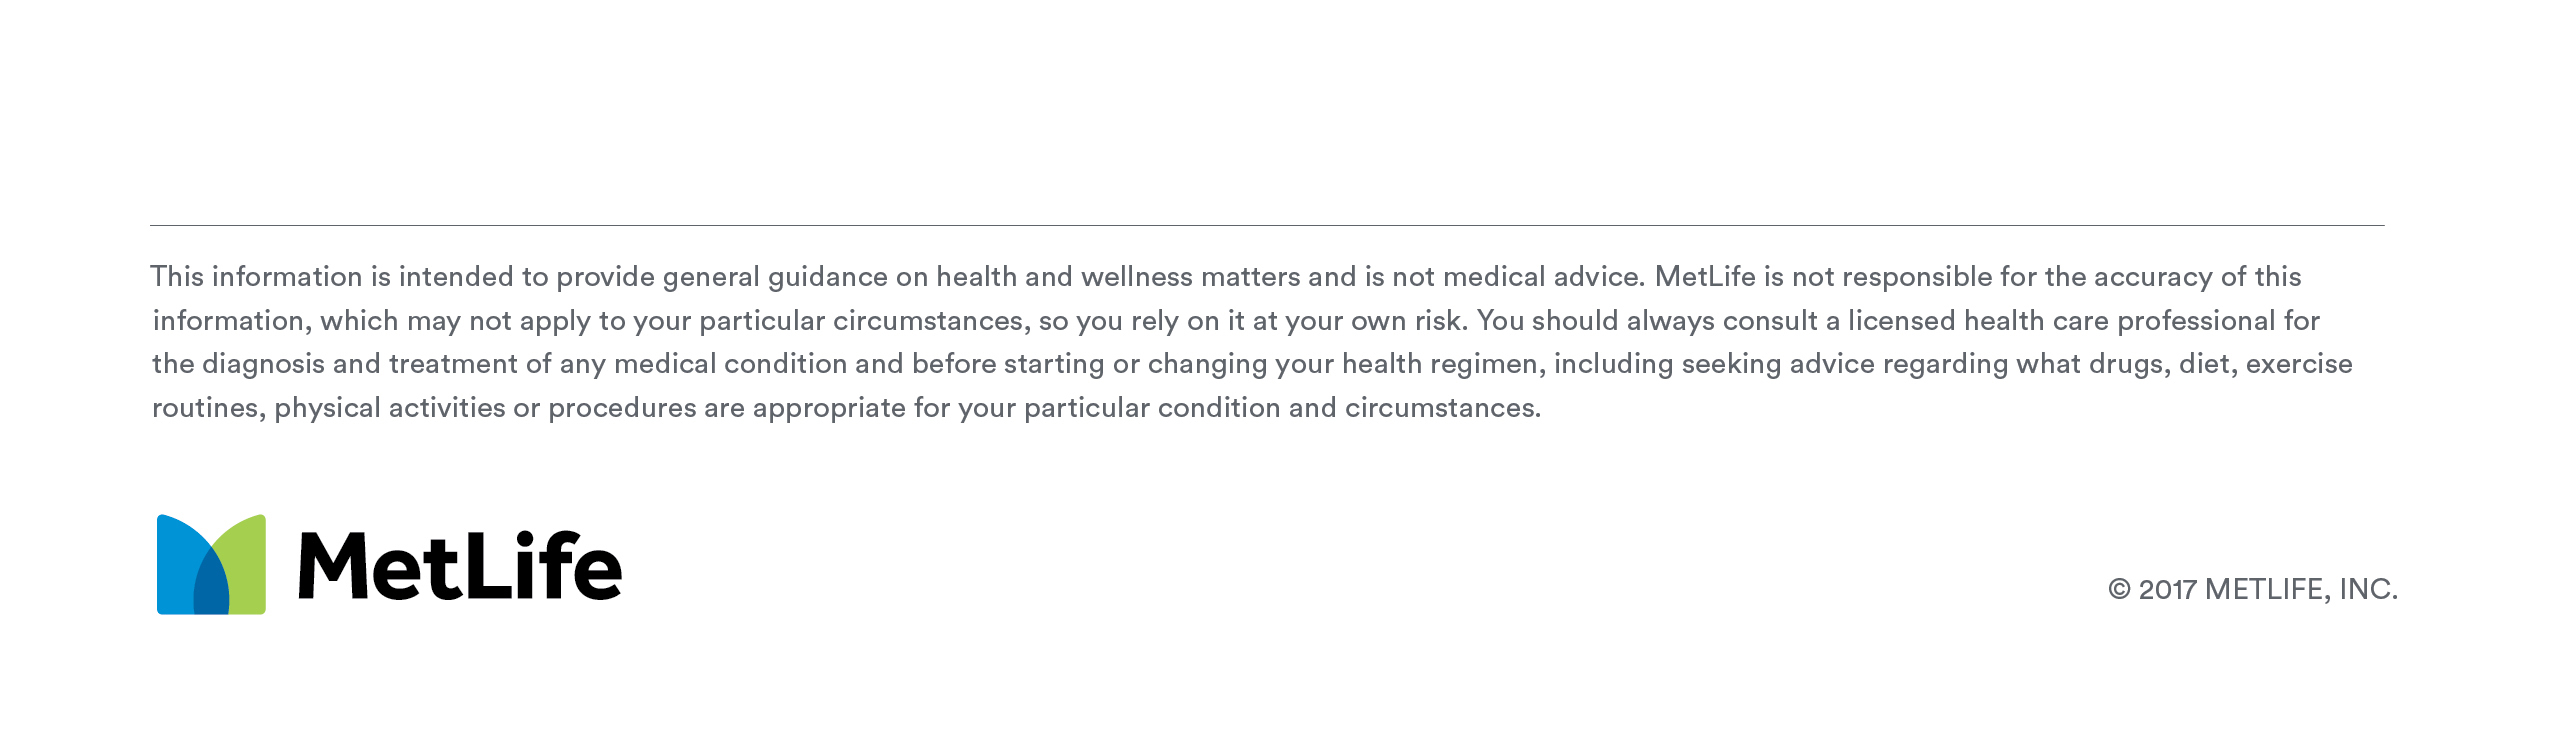 This information is intended to provide general guidance on health and wellness matters and is not medical advice. MetLife is not responsible for the accuracy of this
information, which may not apply to your particular circumstances, so you rely on it at your own risk. You should always consult a licensed health care professional for
the diagnosis and treatment of any medical condition and before starting or changing your health regimen, including seeking advice regarding what drugs, diet, exercise
routines, physical activities or procedures are appropriate for your particular condition and circumstances.
MetLife
© 2017 METLIFE, INC.